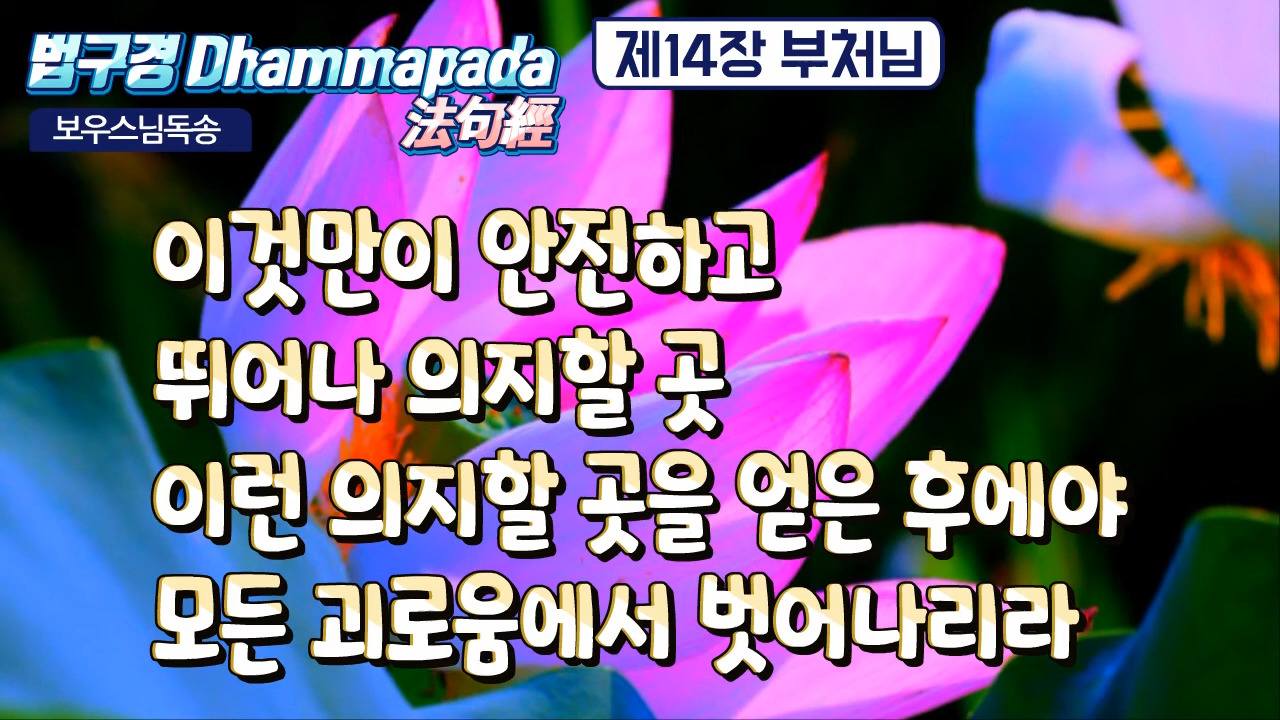 법구경 Dhammapada
法句經
보우스님독송
제14장 부처님
이것만이 안전하고
뛰어나 의지할 곳
이런 의지할 곳을 얻은 후에야
모든 괴로움에서 벗어나리라